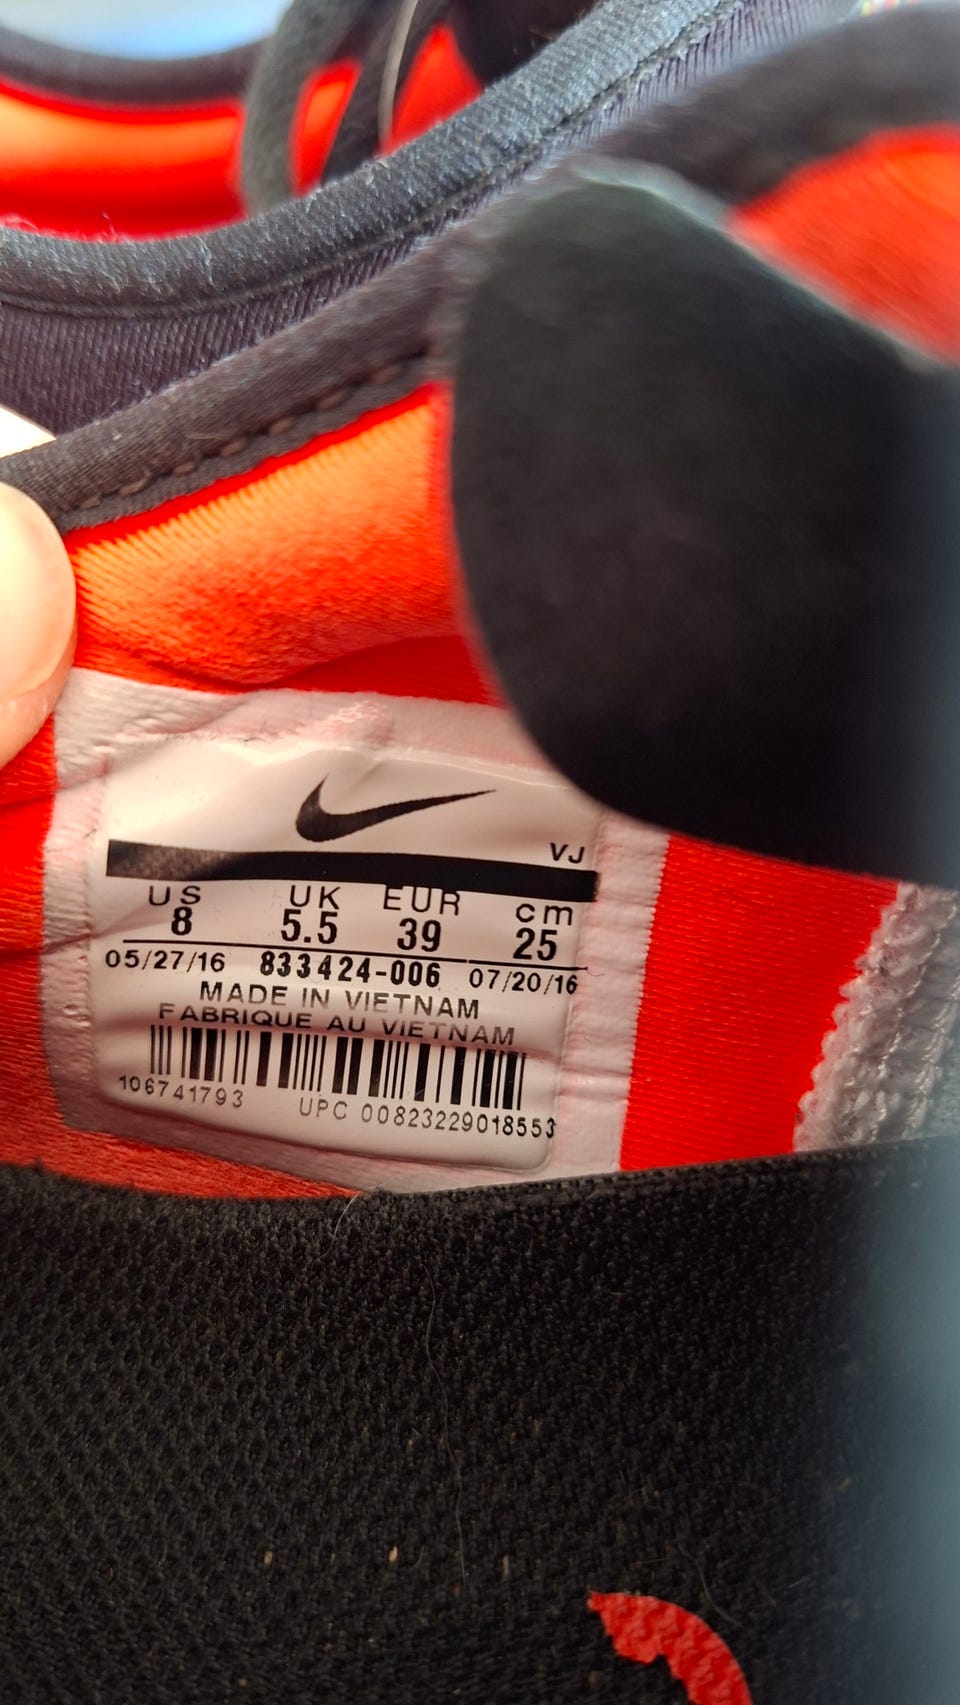 VJ
US UK EUR cm
8 5.5 39 25
05/27/16 833424-006 07/20/16
MADE IN VIETNAM
FABRIQUE AU VIETNAM
106741793 UPC 00823229018553